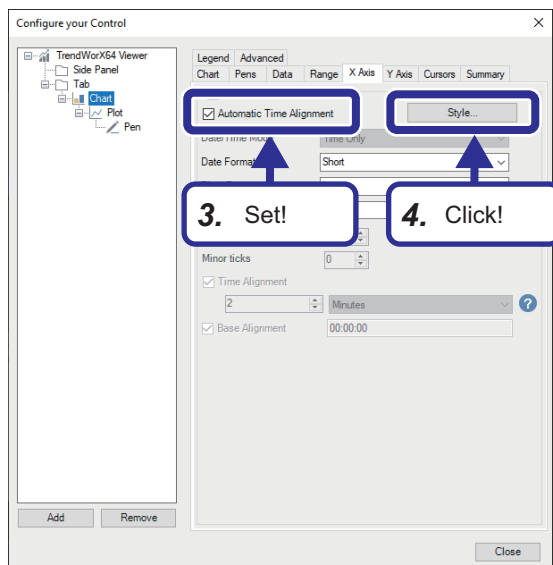 Configure your Control
TrendWorX64 Viewer
Side Panel
Tab
Chart
Plot
Pen
Add
Remove
Legend Advanced
Chart Pens Data Range X Axis Y Axis Cursors Summary
Automatic Time Alignment
Style...
Time Only
Date Format
Short
3. Set!
4. Click!
Minor ticks
0
Time Alignment
2
Minutes
?
Base Alignment
00:00:00
Close